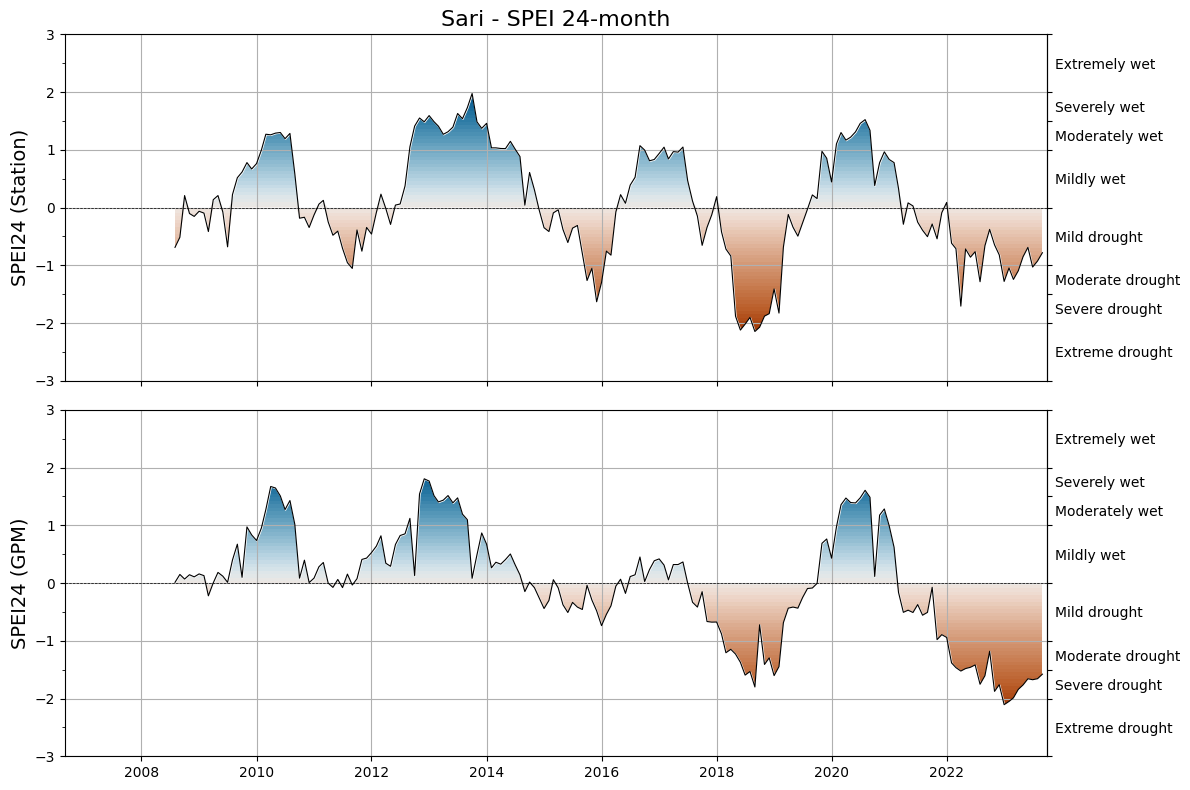 Sari - SPEI 24-month
SPEI24 (Station)
3
2
1
0
−1
−2
−3
Extremely wet
Severely wet
Moderately wet
Mildly wet
Mild drought
Moderate drought
Severe drought
Extreme drought
SPEI24 (GPM)
3
2
1
0
−1
−2
−3
Extremely wet
Severely wet
Moderately wet
Mildly wet
Mild drought
Moderate drought
Severe drought
Extreme drought
2008 2010 2012 2014 2016 2018 2020 2022